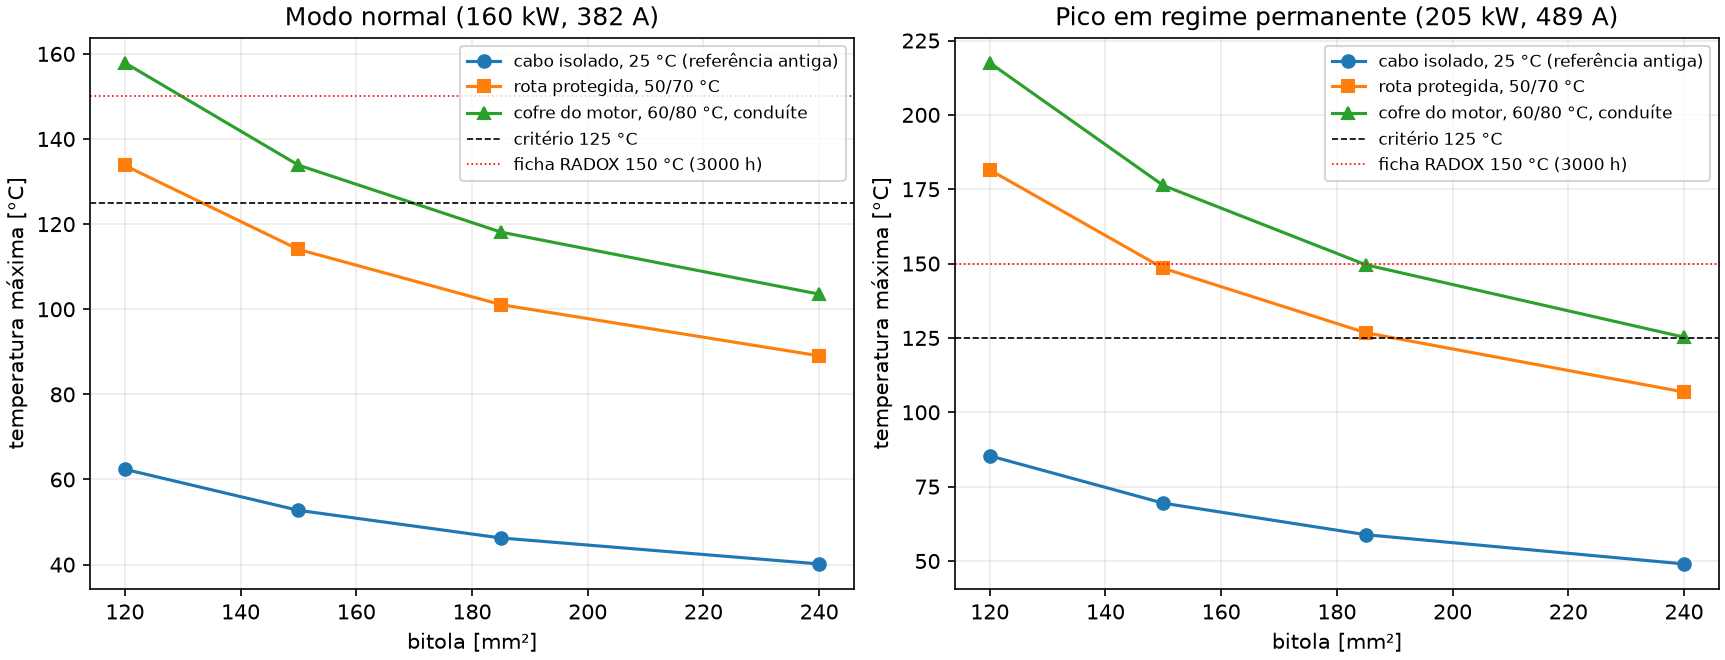 Modo normal (160 kW, 382 A)
temperatura máxima [°C]
160
140
120
100
80
60
40
cabo isolado, 25 °C (referência antiga)
rota protegida, 50/70 °C
cofre do motor, 60/80 °C, conduíte
critério 125 °C
ficha RADOX 150 °C (3000 h)
120 140 160 180 200 220 240
bitola [mm²]
Pico em regime permanente (205 kW, 489 A)
temperatura máxima [°C]
225
200
175
150
125
100
75
50
cabo isolado, 25 °C (referência antiga)
rota protegida, 50/70 °C
cofre do motor, 60/80 °C, conduíte
critério 125 °C
ficha RADOX 150 °C (3000 h)
120 140 160 180 200 220 240
bitola [mm²]